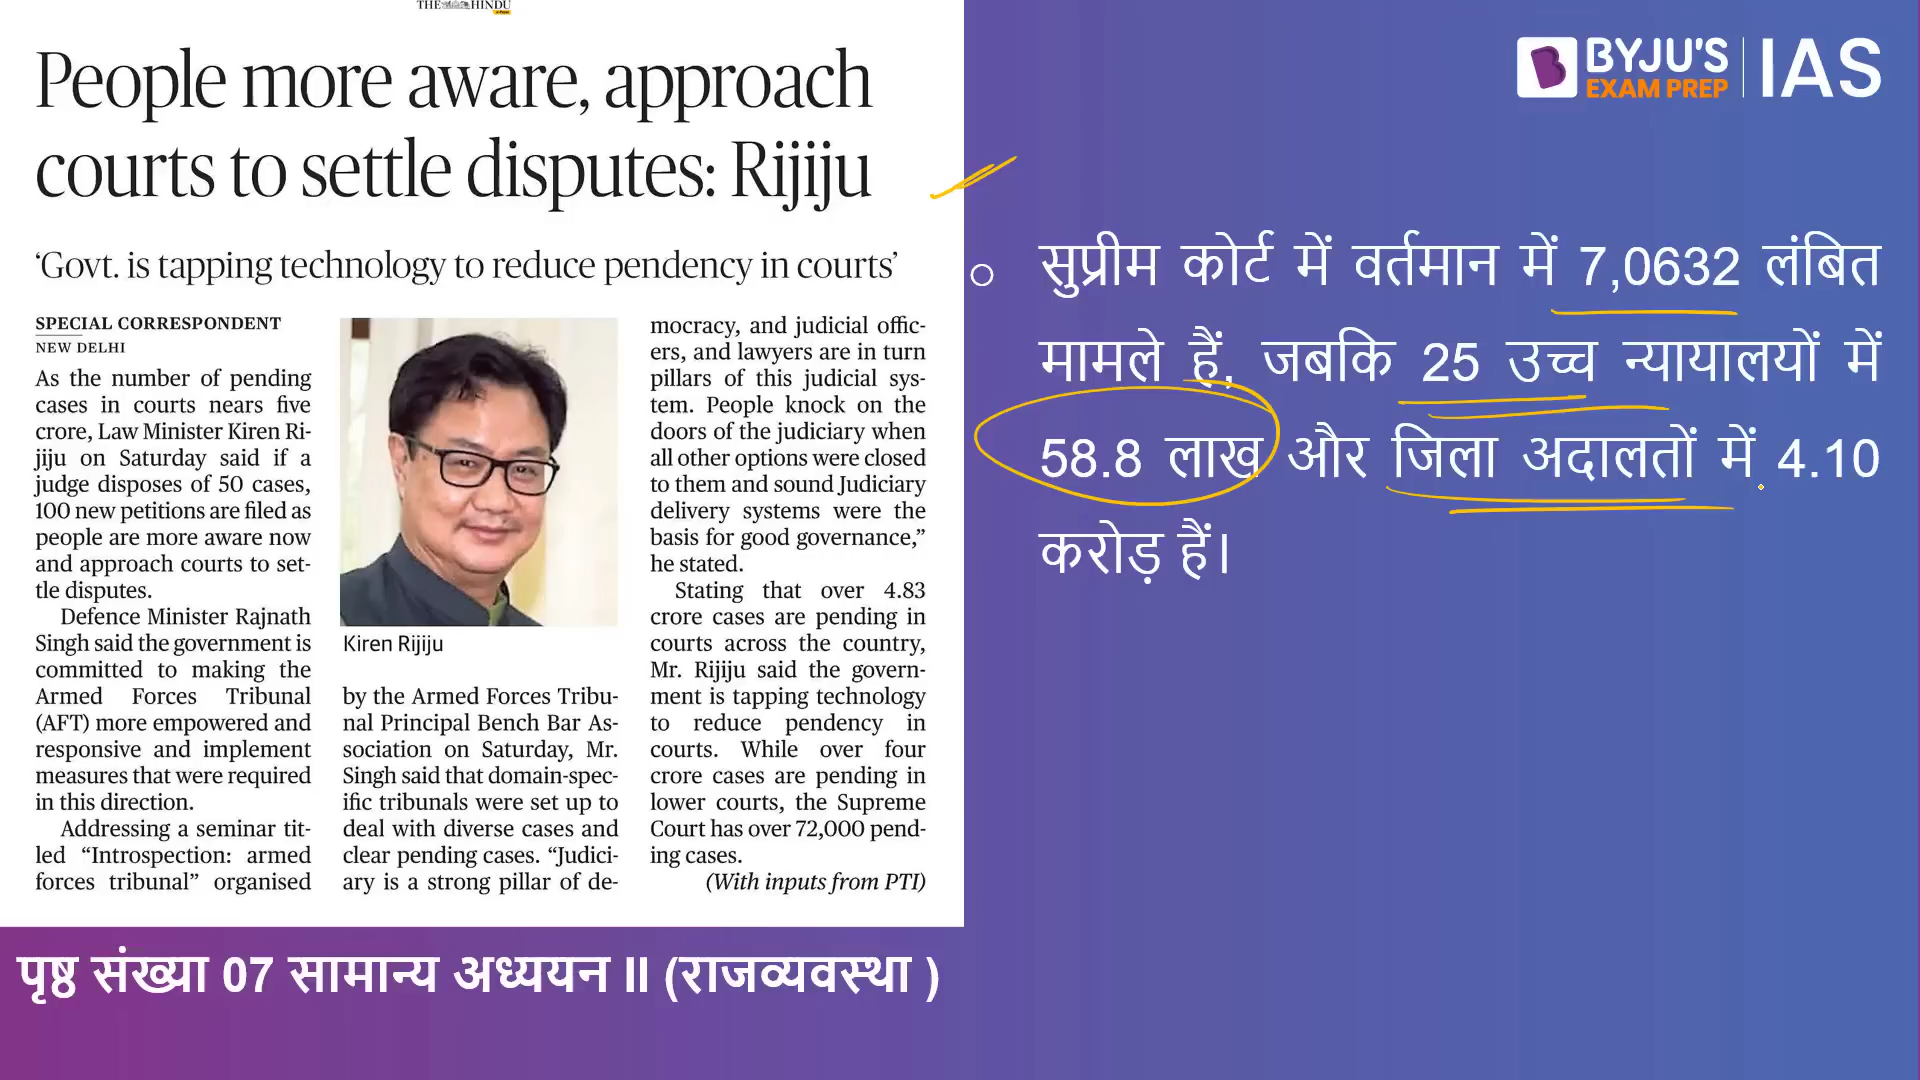 THE HINDU
People more aware, approach
courts to settle disputes: Rijiju
‘Govt. is tapping technology to reduce pendency in courts’
SPECIAL CORRESPONDENT
NEW DELHI
As the number of pending
cases in courts nears five
crore, Law Minister Kiren Ri-
jiju on Saturday said if a
judge disposes of 50 cases,
100 new petitions are filed as
people are more aware now
and approach courts to set-
tle disputes.
Defence Minister Rajnath
Singh said the government is
committed to making the
Armed Forces Tribunal
(AFT) more empowered and
responsive and implement
measures that were required
in this direction.
Addressing a seminar tit-
led “Introspection: armed
forces tribunal” organised
Kiren Rijiju
by the Armed Forces Tribu-
nal Principal Bench Bar As-
sociation on Saturday, Mr.
Singh said that domain-spec-
ific tribunals were set up to
deal with diverse cases and
clear pending cases. “Judici-
ary is a strong pillar of de-
mocracy, and judicial offic-
ers, and lawyers are in turn
pillars of this judicial sys-
tem. People knock on the
doors of the judiciary when
all other options were closed
to them and sound Judiciary
delivery systems were the
basis for good governance,”
he stated.
Stating that over 4.83
crore cases are pending in
courts across the country,
Mr. Rijiju said the govern-
ment is tapping technology
to reduce pendency in
courts. While over four
crore cases are pending in
lower courts, the Supreme
Court has over 72,000 pend-
ing cases.
(With inputs from PTI)
पृष्ठ संख्या 07 सामान्य अध्ययन II (राजव्यवस्था )
BYJU'S
EXAM PREP
IAS
सुप्रीम कोर्ट में वर्तमान में 7,0632 लंबित
मामले हैं, जबकि 25 उच्च न्यायालयों में
58.8 लाख और जिला अदालतों में 4.10
करोड़ हैं।